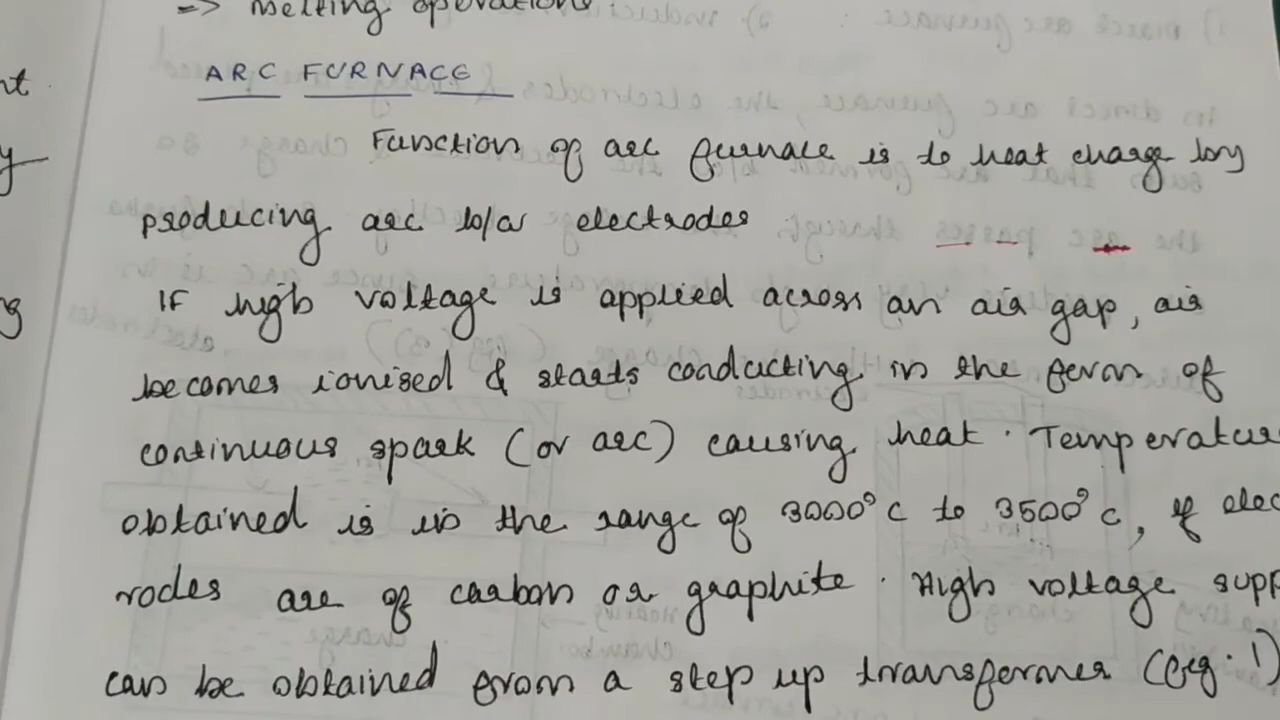 => Melting operations
ARC FURNACE
Function of arc furnace is to heat charge by
producing arc b/w electrodes
If high voltage is applied across an air gap, air
becomes ionised & starts conducting in the form of
continuous spark (or arc) causing heat. Temperatur
obtained is in the range of 3000°c to 3500°c, if elec
rodes are of carbon or graphite. High voltage supp
can be obtained from a step up transformer (fig. 1)